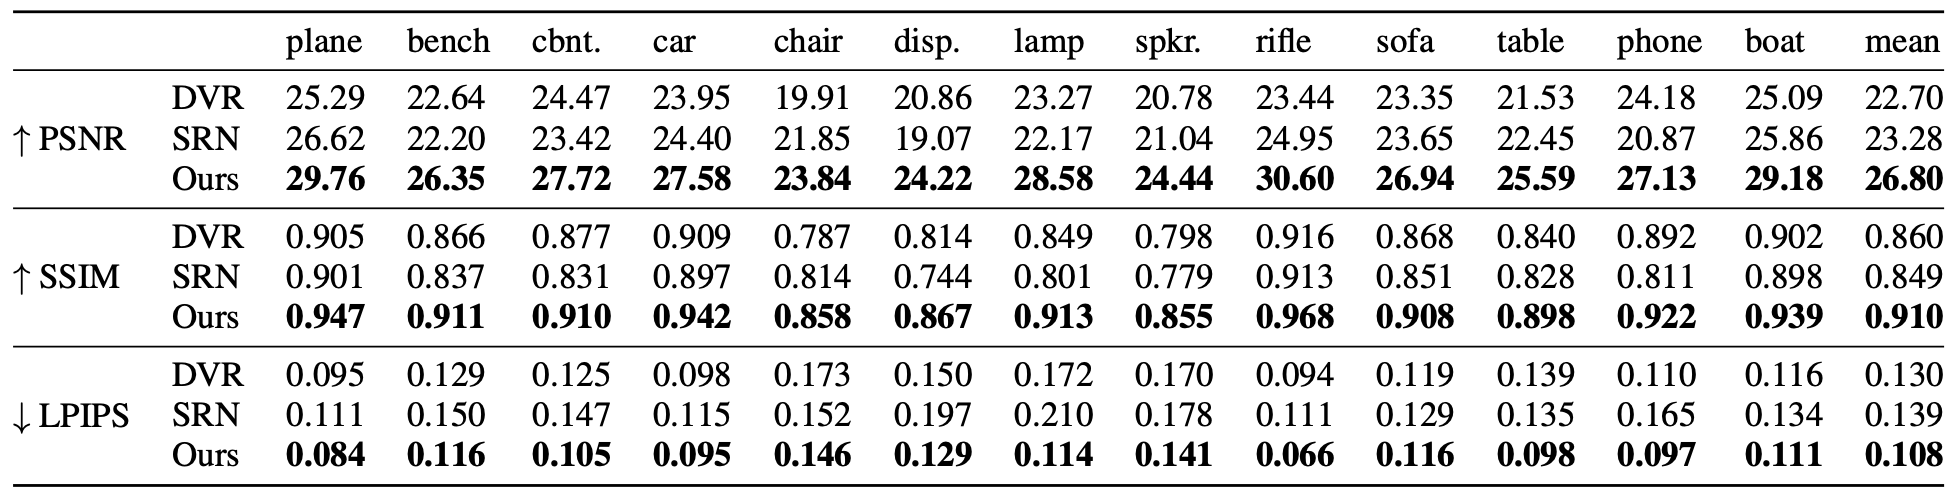 plane bench cbnt. car chair disp. lamp spkr. rifle sofa table phone boat mean
DVR 25.29 22.64 24.47 23.95 19.91 20.86 23.27 20.78 23.44 23.35 21.53 24.18 25.09 22.70
↑ PSNR SRN 26.62 22.20 23.42 24.40 21.85 19.07 22.17 21.04 24.95 23.65 22.45 20.87 25.86 23.28
Ours 29.76 26.35 27.72 27.58 23.84 24.22 28.58 24.44 30.60 26.94 25.59 27.13 29.18 26.80
DVR 0.905 0.866 0.877 0.909 0.787 0.814 0.849 0.798 0.916 0.868 0.840 0.892 0.902 0.860
↑ SSIM SRN 0.901 0.837 0.831 0.897 0.814 0.744 0.801 0.779 0.913 0.851 0.828 0.811 0.898 0.849
Ours 0.947 0.911 0.910 0.942 0.858 0.867 0.913 0.855 0.968 0.908 0.898 0.922 0.939 0.910
DVR 0.095 0.129 0.125 0.098 0.173 0.150 0.172 0.170 0.094 0.119 0.139 0.110 0.116 0.130
↓ LPIPS SRN 0.111 0.150 0.147 0.115 0.152 0.197 0.210 0.178 0.111 0.129 0.135 0.165 0.134 0.139
Ours 0.084 0.116 0.105 0.095 0.146 0.129 0.114 0.141 0.066 0.116 0.098 0.097 0.111 0.108